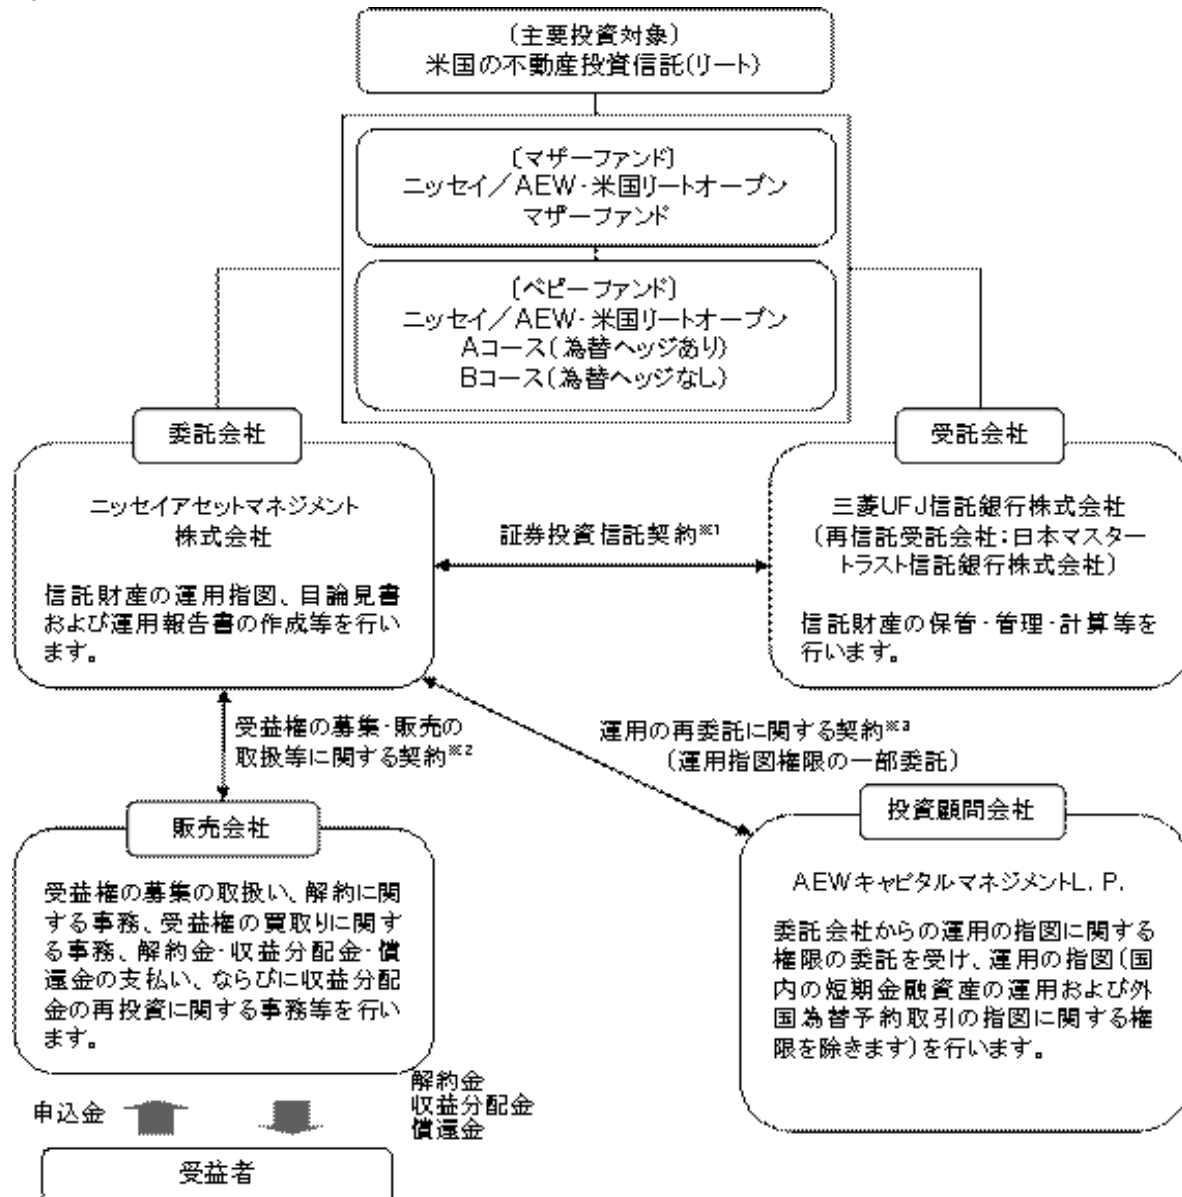 (主要投資対象)
米国の不動産投資信託(リート)
〔マザーファンド〕
ニッセイ／AEW・米国リートオープン
マザーファンド
〔ベビーファンド〕
ニッセイ／AEW・米国リートオープン
Aコース(為替ヘッジあり)
Bコース(為替ヘッジなし)
委託会社
ニッセイアセットマネジメント
株式会社
信託財産の運用指図、目論見書
および運用報告書の作成等を行い
ます。
証券投資信託契約※1
受託会社
三菱UFJ信託銀行株式会社
(再信託受託会社:日本マスター
トラスト信託銀行株式会社)
信託財産の保管・管理・計算等を
行います。
受益権の募集・販売の
取扱等に関する契約※2
運用の再委託に関する契約※3
(運用指図権限の一部委託)
販売会社
受益権の募集の取扱い、解約に関
する事務、受益権の買取りに関す
る事務、解約金・収益分配金・償
還金の支払い、ならびに収益分配
金の再投資に関する事務等を行い
ます。
投資顧問会社
AEWキャピタルマネジメントL. P.
委託会社からの運用の指図に関する
権限の委託を受け、運用の指図(国
内の短期金融資産の運用および外
国為替予約取引の指図に関する権
限を除きます)を行います。
申込金
解約金
収益分配金
償還金
受益者